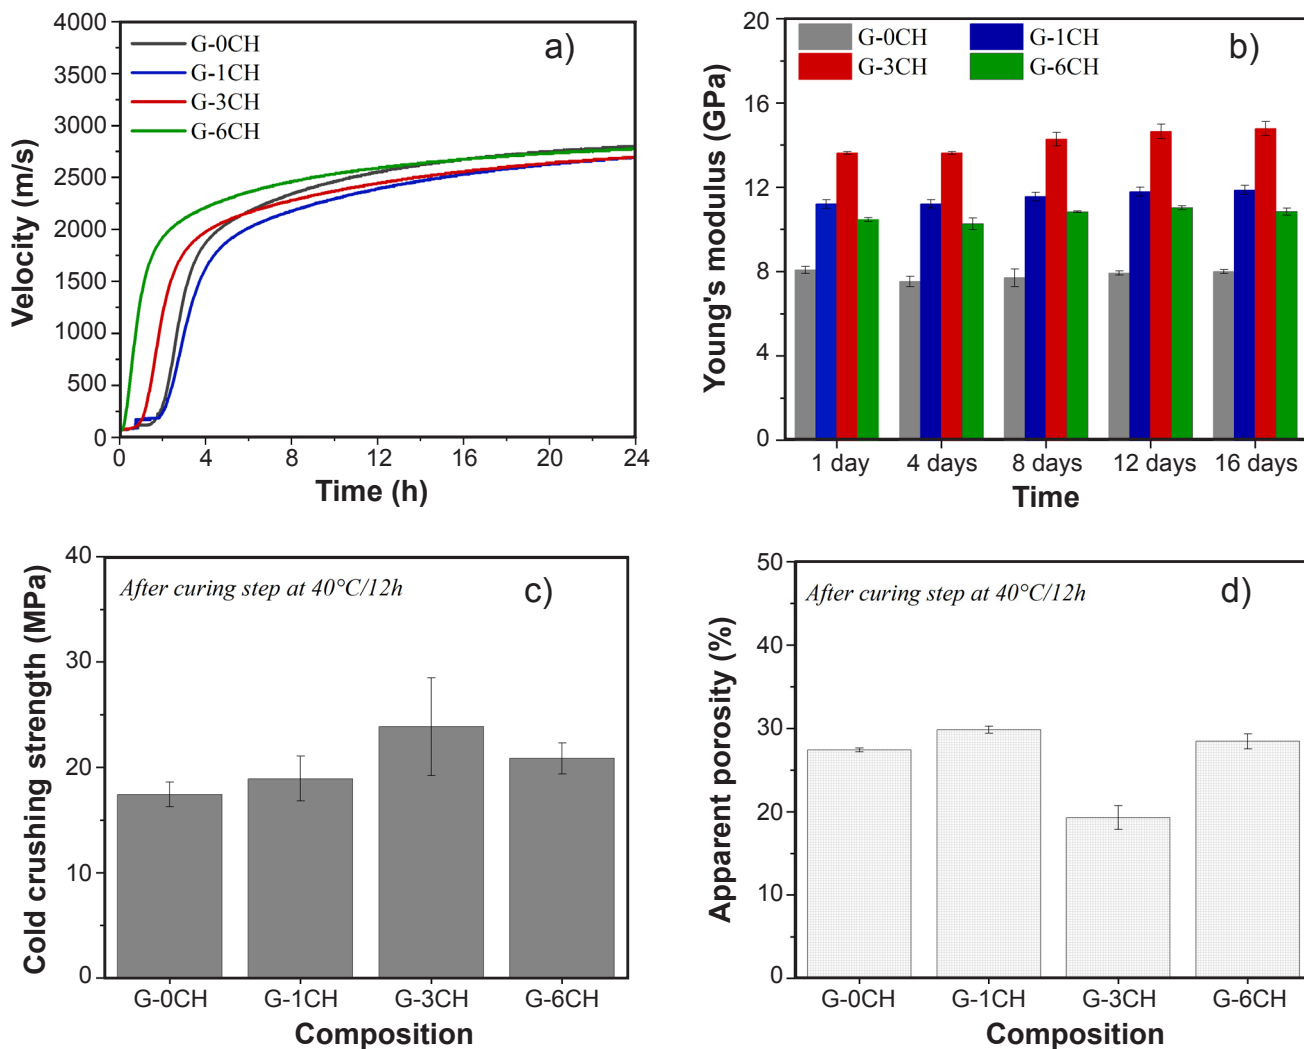 a)
G-0CH
G-1CH
G-3CH
G-6CH
4000
3500
3000
2500
2000
1500
1000
500
0
Velocity (m/s)
0 4 8 12 16 20 24
Time (h)
b)
G-0CH G-1CH
G-3CH G-6CH
20
16
12
8
4
0
Young's modulus (GPa)
1 day 4 days 8 days 12 days 16 days
Time
After curing step at 40°C/12h
c)
40
30
20
10
0
Cold crushing strength (MPa)
G-0CH G-1CH G-3CH G-6CH
Composition
After curing step at 40°C/12h
d)
50
40
30
20
10
0
Apparent porosity (%)
G-0CH G-1CH G-3CH G-6CH
Composition